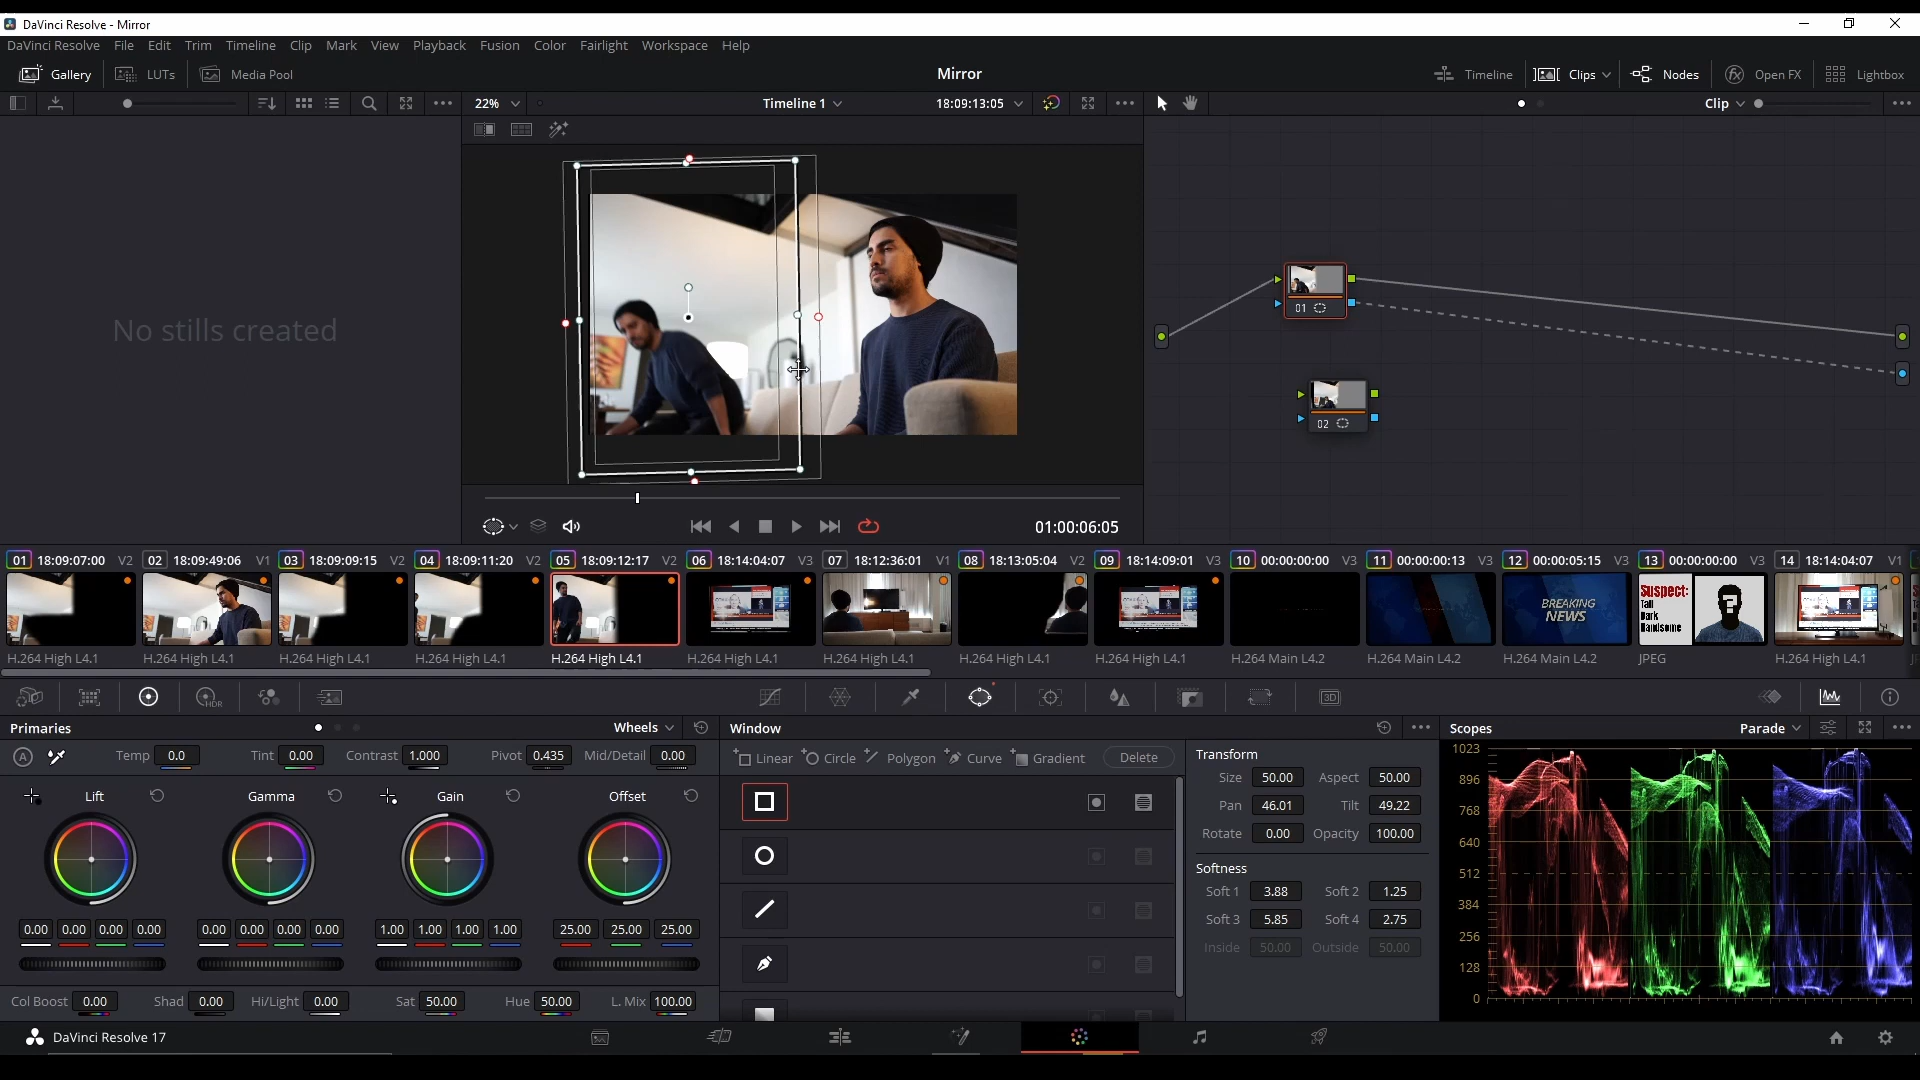 DaVinci Resolve - Mirror
DaVinci Resolve File Edit Trim Timeline Clip Mark View Playback Fusion Color Fairlight Workspace Help
Gallery LUTs Media Pool Mirror Timeline Clips Nodes Open FX Lightbox
22% Timeline 1 18:09:13:05 Clip
No stills created
01
02
01:00:06:05
01 18:09:07:00 V2 02 18:09:49:06 V1 03 18:09:09:15 V2 04 18:09:11:20 V2 05 18:09:12:17 V2 06 18:14:04:07 V3 07 18:12:36:01 V1 08 18:13:05:04 V2 09 18:14:09:01 V3 10 00:00:00:00 V3 11 00:00:00:13 V3 12 00:00:05:15 V3 13 00:00:00:00 V3 14 18:14:04:07 V1
BREAKING
NEWS
Suspect:
Tall
Dark
Handsome
?
H.264 High L4.1 H.264 High L4.1 H.264 High L4.1 H.264 High L4.1 H.264 High L4.1 H.264 High L4.1 H.264 High L4.1 H.264 High L4.1 H.264 High L4.1 H.264 Main L4.2 H.264 Main L4.2 H.264 Main L4.2 JPEG H.264 High L4.1
HDR 3D
Primaries Wheels Window Scopes Parade
A Temp 0.0 Tint 0.00 Contrast 1.000 Pivot 0.435 Mid/Detail 0.00
Linear Circle Polygon Curve Gradient Delete
Lift Gamma Gain Offset
0.00 0.00 0.00 0.00 0.00 0.00 0.00 0.00 1.00 1.00 1.00 1.00 25.00 25.00 25.00
Col Boost 0.00 Shad 0.00 Hi/Light 0.00 Sat 50.00 Hue 50.00 L. Mix 100.00
Transform
Size 50.00 Aspect 50.00
Pan 46.01 Tilt 49.22
Rotate 0.00 Opacity 100.00
Softness
Soft 1 3.88 Soft 2 1.25
Soft 3 5.85 Soft 4 2.75
Inside 50.00 Outside 50.00
1023
896
768
640
512
384
256
128
0
DaVinci Resolve 17